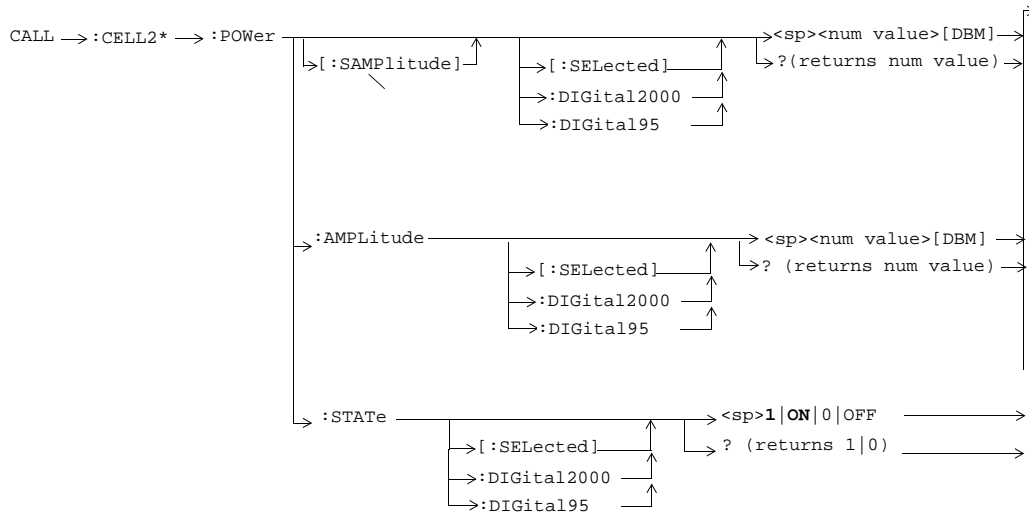 CALL :CELL2* :POWer <sp><num value>[DBM]
[:SAMPlitude] [:SELected] ?(returns num value)
:DIGital2000
:DIGital95
:AMPLitude <sp><num value>[DBM]
[:SELected] ? (returns num value)
:DIGital2000
:DIGital95
:STATe <sp>1|ON|0|OFF
[:SELected] ? (returns 1|0)
:DIGital2000
:DIGital95